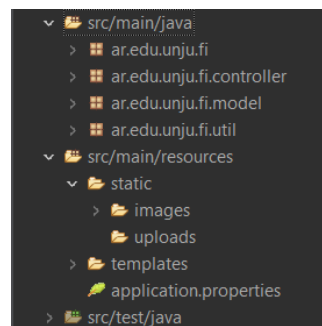 src/main/java
ar.edu.unju.fi
ar.edu.unju.fi.controller
ar.edu.unju.fi.model
ar.edu.unju.fi.util
src/main/resources
static
images
uploads
templates
application.properties
src/test/java